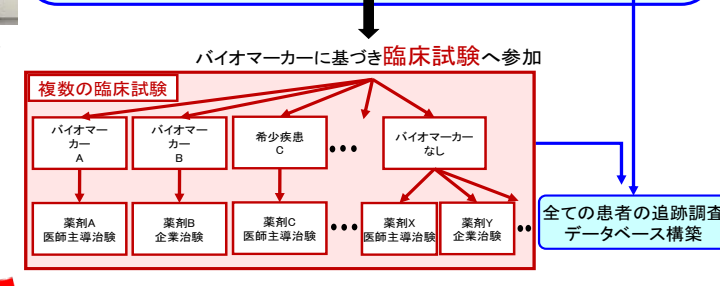 バイオマーカーに基づき臨床試験へ参加
複数の臨床試験
バイオマー
カー
A
バイオマー
カー
B
希少疾患
C
・・・
バイオマーカー
なし
薬剤A
医師主導治験
薬剤B
企業治験
薬剤C
医師主導治験
・・・
薬剤X
医師主導治験
薬剤Y
企業治験
・・
全ての患者の追跡調査
データベース構築